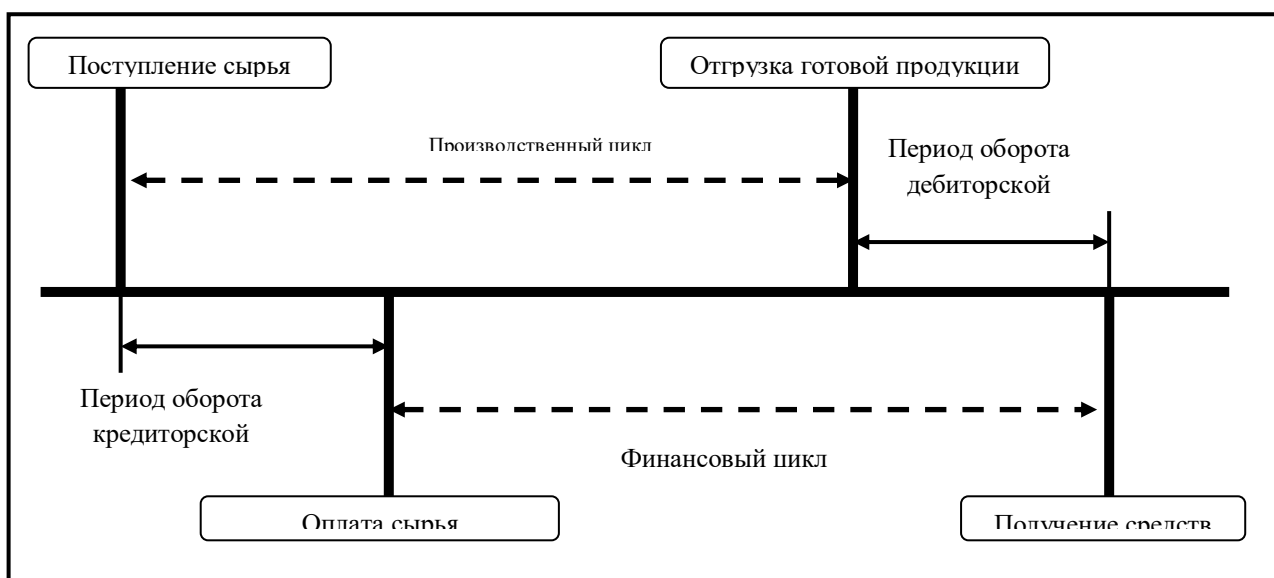 Поступление сырья
Отгрузка готовой продукции
Производственный цикл
Период оборота
дебиторской
Период оборота
кредиторской
Финансовый цикл
Оплата сырья
Получение средств